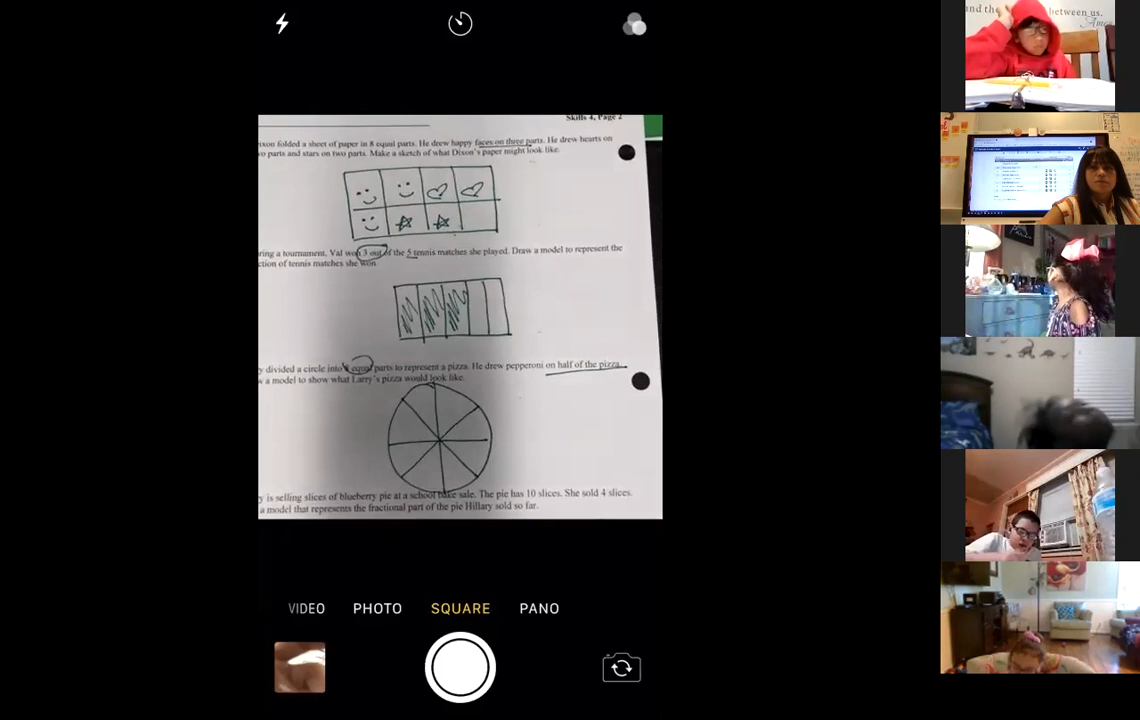 and the between us.
Skills 4, Page 2
ixon folded a sheet of paper in 8 equal parts. He drew happy faces on three parts. He drew hearts on
o parts and stars on two parts. Make a sketch of what Dixon's paper might look like.
ring a tournament, Val won 3 out of the 5 tennis matches she played. Draw a model to represent the
ction of tennis matches she won.
y divided a circle into equal parts to represent a pizza. He drew pepperoni on half of the pizza.
w a model to show what Larry's pizza would look like.
y is selling slices of blueberry pie at a school bake sale. The pie has 10 slices. She sold 4 slices.
a model that represents the fractional part of the pie Hillary sold so far.
VIDEO PHOTO SQUARE PANO